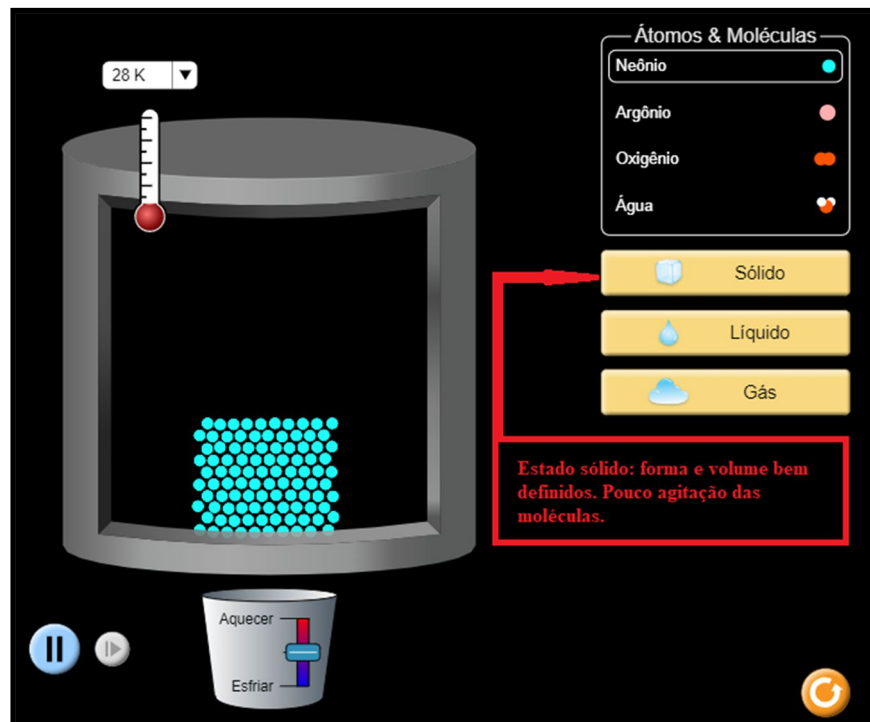 28 K
Átomos & Moléculas
Neônio
Argônio
Oxigênio
Água
Sólido
Líquido
Gás
Estado sólido: forma e volume bem
definidos. Pouco agitação das
moléculas.
Aquecer
Esfriar